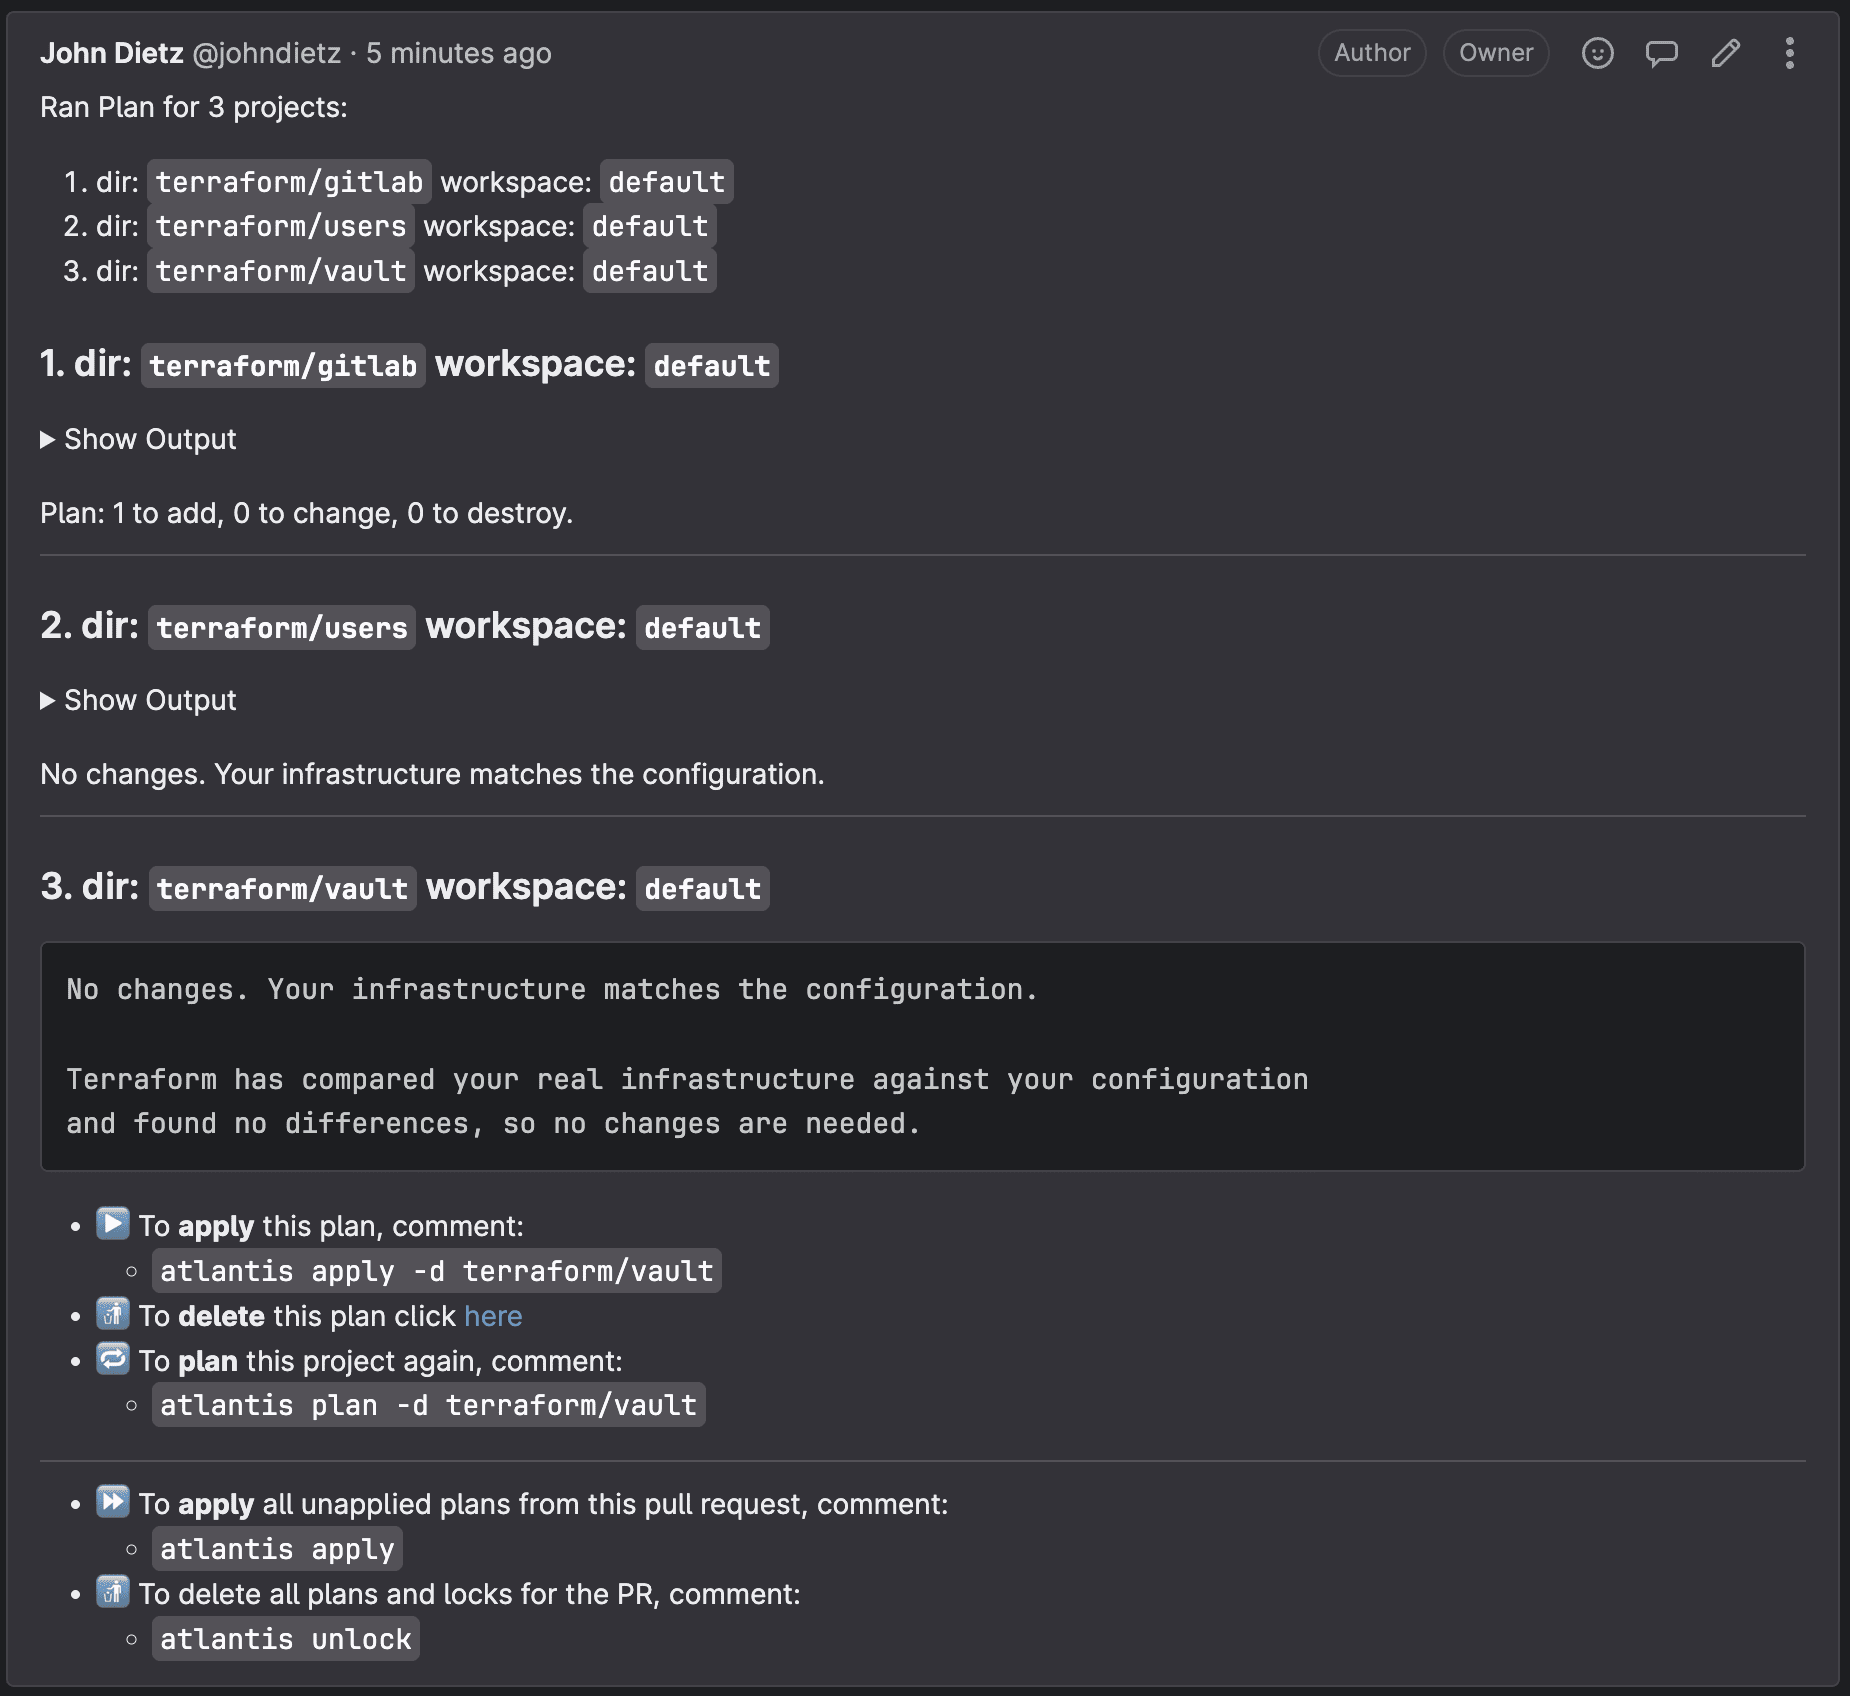 John Dietz @johndietz · 5 minutes ago Author Owner
Ran Plan for 3 projects:
1. dir: terraform/gitlab workspace: default
2. dir: terraform/users workspace: default
3. dir: terraform/vault workspace: default
1. dir: terraform/gitlab workspace: default
Show Output
Plan: 1 to add, 0 to change, 0 to destroy.
2. dir: terraform/users workspace: default
Show Output
No changes. Your infrastructure matches the configuration.
3. dir: terraform/vault workspace: default
No changes. Your infrastructure matches the configuration.
Terraform has compared your real infrastructure against your configuration
and found no differences, so no changes are needed.
To apply this plan, comment:
atlantis apply -d terraform/vault
To delete this plan click here
To plan this project again, comment:
atlantis plan -d terraform/vault
To apply all unapplied plans from this pull request, comment:
atlantis apply
To delete all plans and locks for the PR, comment:
atlantis unlock